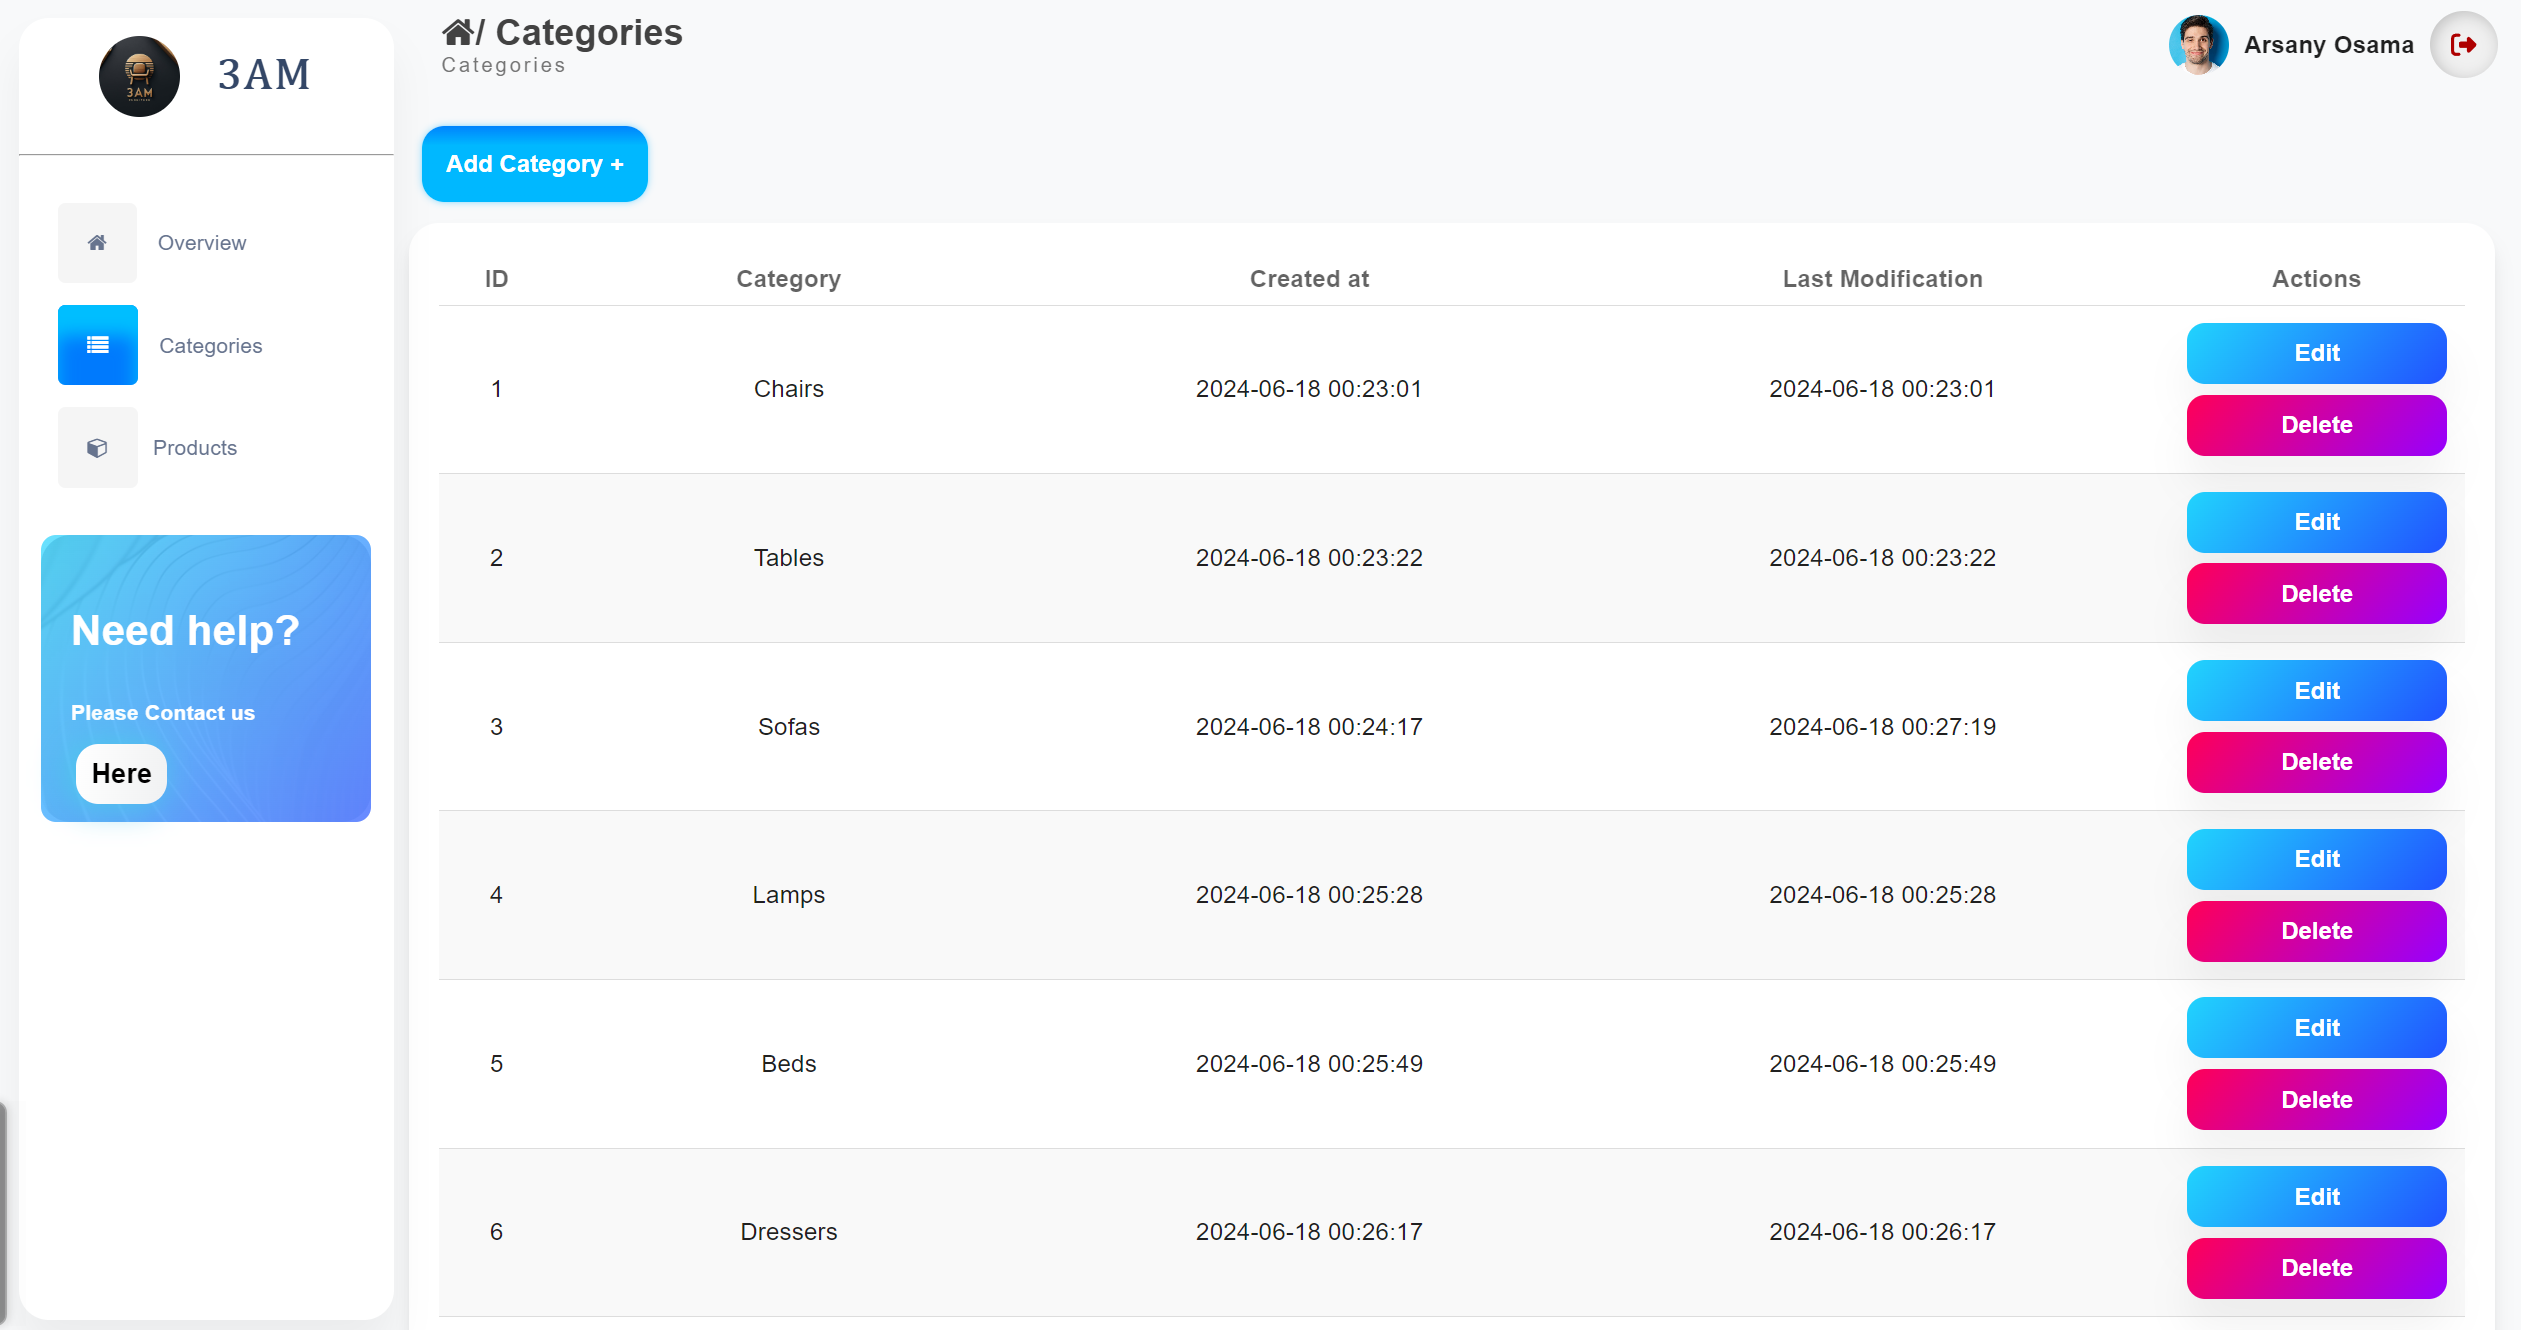 3AM
3AM
Overview
Categories
Products
Need help?
Please Contact us
Here
/ Categories
Categories
Arsany Osama
Add Category +
ID Category Created at Last Modification Actions
1 Chairs 2024-06-18 00:23:01 2024-06-18 00:23:01 Edit
Delete
2 Tables 2024-06-18 00:23:22 2024-06-18 00:23:22 Edit
Delete
3 Sofas 2024-06-18 00:24:17 2024-06-18 00:27:19 Edit
Delete
4 Lamps 2024-06-18 00:25:28 2024-06-18 00:25:28 Edit
Delete
5 Beds 2024-06-18 00:25:49 2024-06-18 00:25:49 Edit
Delete
6 Dressers 2024-06-18 00:26:17 2024-06-18 00:26:17 Edit
Delete